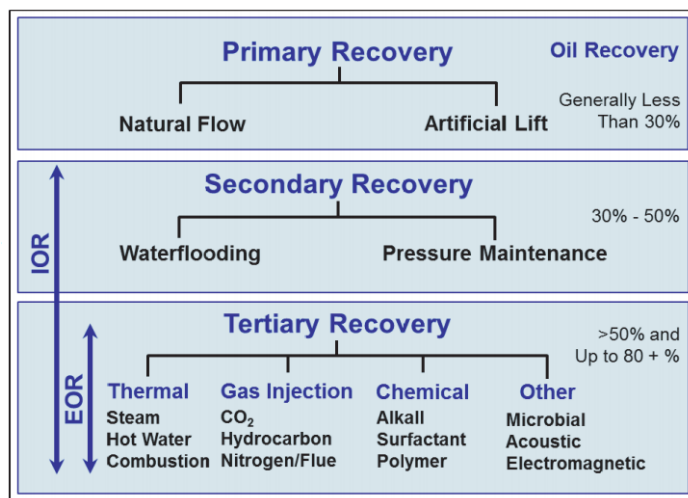 Primary Recovery
Oil Recovery
Natural Flow
Artificial Lift
Generally Less
Than 30%
Secondary Recovery
Waterflooding
Pressure Maintenance
30% - 50%
IOR
Tertiary Recovery
>50% and
Up to 80 + %
EOR
Thermal
Steam
Hot Water
Combustion
Gas Injection
CO₂
Hydrocarbon
Nitrogen/Flue
Chemical
Alkall
Surfactant
Polymer
Other
Microbial
Acoustic
Electromagnetic